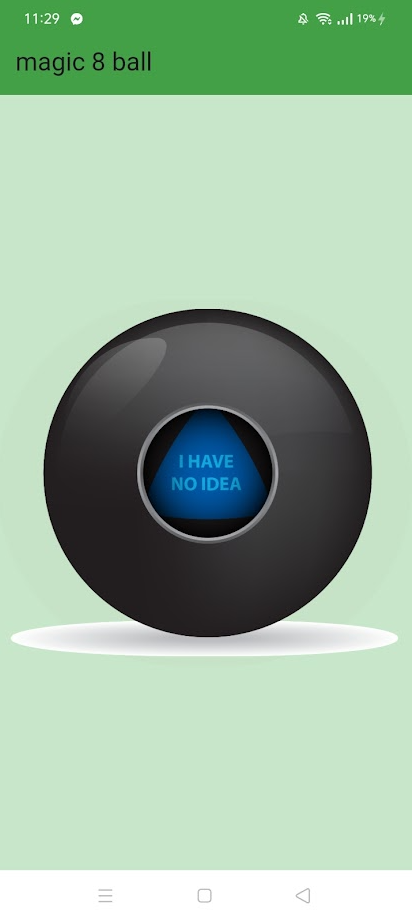 11:29
19%
magic 8 ball
I HAVE
NO IDEA